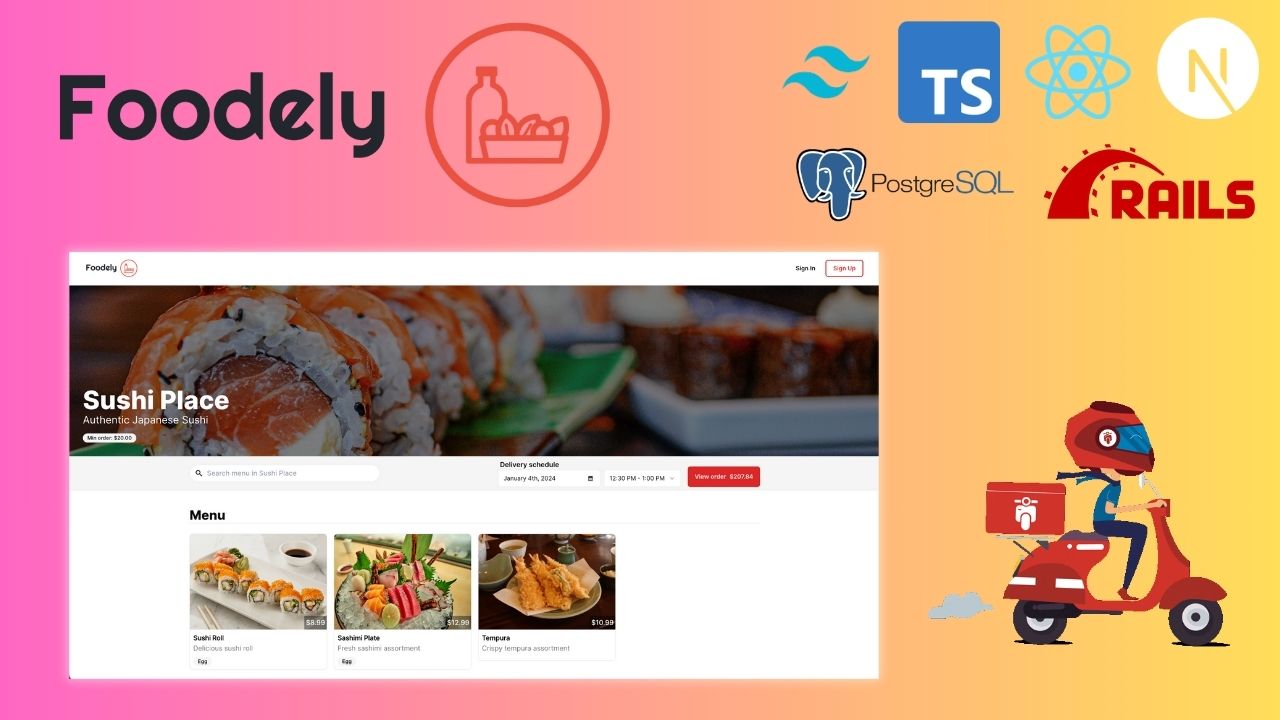 Foodely
TS
N
PostgreSQL
RAILS
Foodely
Sign In
Sign Up
Sushi Place
Authentic Japanese Sushi
Min order: $20.00
Search menu in Sushi Place
Delivery schedule
January 4th, 2024
12:30 PM - 1:00 PM
View order $207.84
Menu
$8.99
$12.99
$10.99
Sushi Roll
Delicious sushi roll
Egg
Sashimi Plate
Fresh sashimi assortment
Egg
Tempura
Crispy tempura assortment